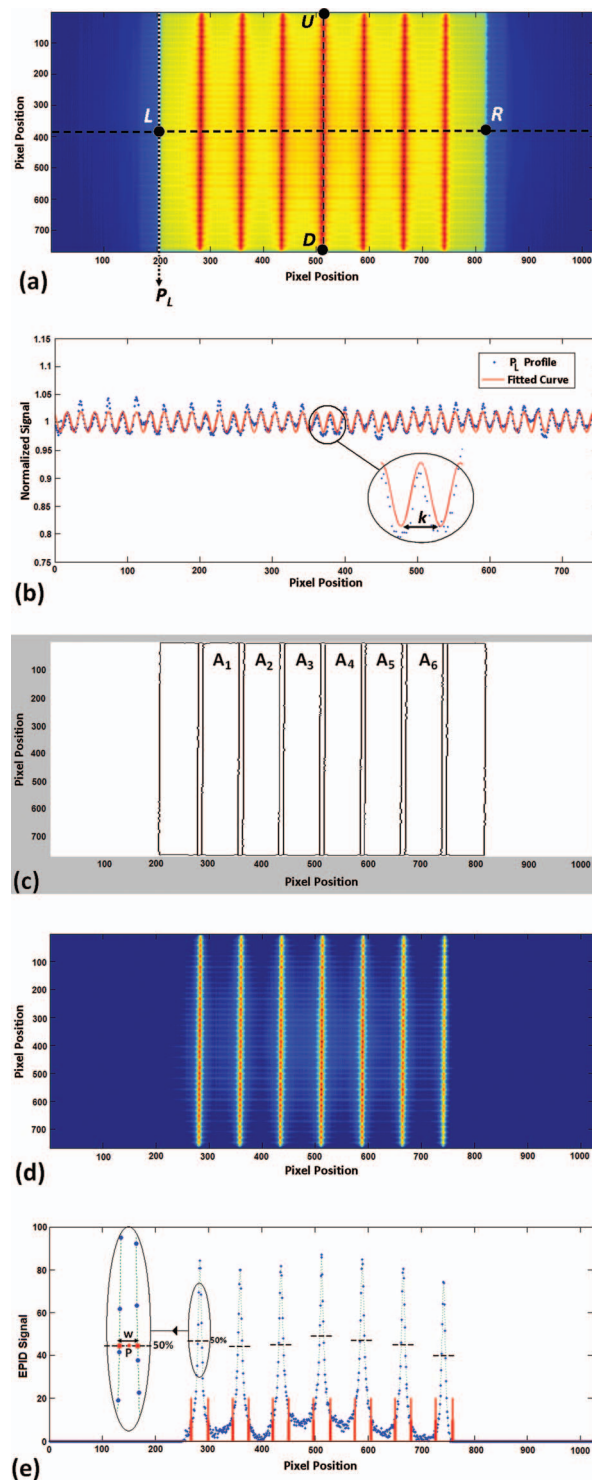 U
100
200
300
L
R
400
500
600
D
700
100 200 300 400 500 600 700 800 900 1000
Pixel Position
Pixel Position
(a)
P_L
1.15
1.1
P_L Profile
1.05
Fitted Curve
1
0.95
0.9
k
0.85
0.8
0.75
0 100 200 300 400 500 600 700
Normalized Signal
Pixel Position
(b)
A_1 A_2 A_3 A_4 A_5 A_6
100
200
300
400
500
600
700
100 200 300 400 500 600 700 800 900 1000
Pixel Position
Pixel Position
(c)
100
200
300
400
500
600
700
100 200 300 400 500 600 700 800 900 1000
Pixel Position
Pixel Position
(d)
100
80
60
w
50%
50%
P
40
20
0
0 100 200 300 400 500 600 700 800 900 1000
EPID Signal
Pixel Position
(e)